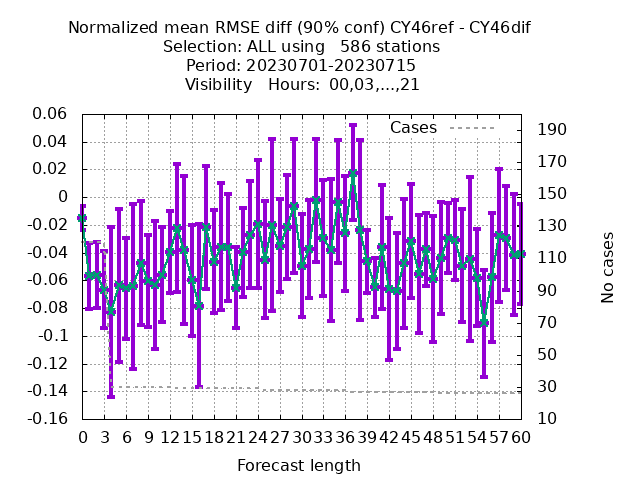 Normalized mean RMSE diff (90% conf) CY46ref - CY46dif
Selection: ALL using   586 stations
Period: 20230701-20230715
Visibility   Hours:  00,03,...,21
Cases
0.06
0.04
0.02
0
-0.02
-0.04
-0.06
-0.08
-0.1
-0.12
-0.14
-0.16
190
170
150
130
110
90
70
50
30
10
No cases
0 3 6 9 12 15 18 21 24 27 30 33 36 39 42 45 48 51 54 57 60
Forecast length